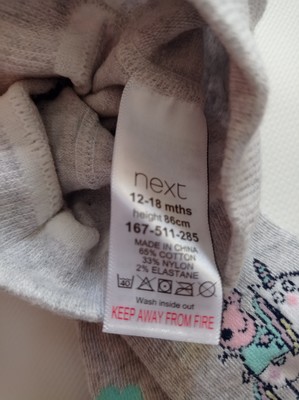 next
12-18 mths
height 86cm
167-511-285
MADE IN CHINA
65% COTTON
33% NYLON
2% ELASTANE
40
Wash inside out
KEEP AWAY FROM FIRE